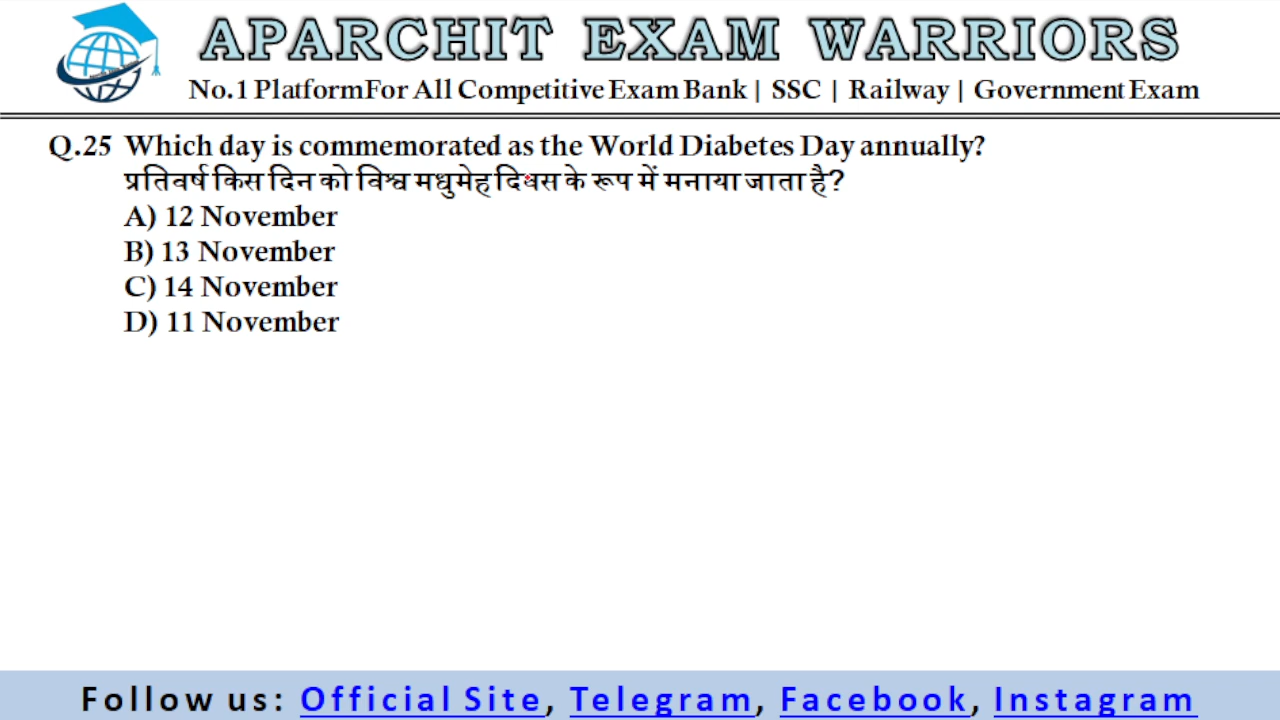 APARCHIT EXAM WARRIORS
No.1 PlatformFor All Competitive Exam Bank | SSC | Railway | Government Exam
Q.25 Which day is commemorated as the World Diabetes Day annually?
प्रतिवर्ष किस दिन को विश्व मधुमेह दिवस के रूप में मनाया जाता है?
A) 12 November
B) 13 November
C) 14 November
D) 11 November
Follow us: Official Site, Telegram, Facebook, Instagram